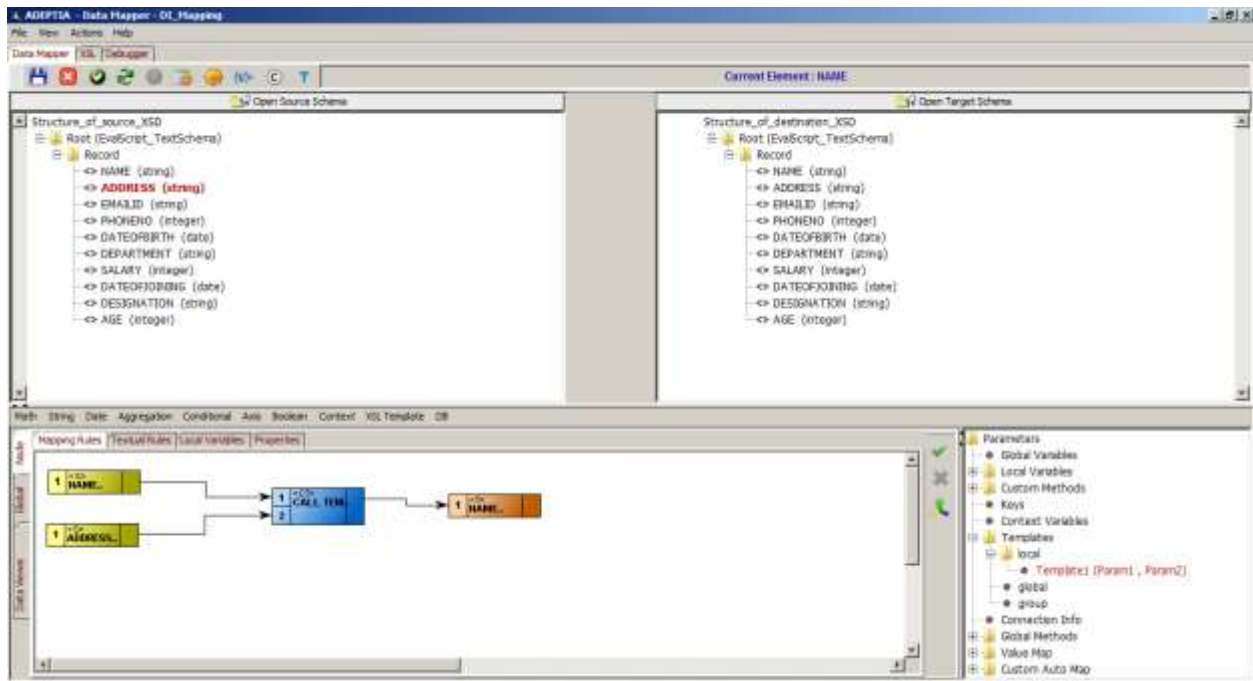 ADEPTIA - Data Mapper - DI_Mapping
File View Actions Help
Data Mapper XSL Debugger
Current Element : NAME
Open Source Schema
Open Target Schema
Structure_of_source_XSD
Root (EvalScript_TextSchema)
Record
<> NAME (string)
<> ADDRESS (string)
<> EMAILID (string)
<> PHONENO (integer)
<> DATEOFBIRTH (date)
<> DEPARTMENT (string)
<> SALARY (integer)
<> DATEOFJOINING (date)
<> DESIGNATION (string)
<> AGE (integer)
Structure_of_destination_XSD
Root (EvalScript_TextSchema)
Record
<> NAME (string)
<> ADDRESS (string)
<> EMAILID (string)
<> PHONENO (integer)
<> DATEOFBIRTH (date)
<> DEPARTMENT (string)
<> SALARY (integer)
<> DATEOFJOINING (date)
<> DESIGNATION (string)
<> AGE (integer)
Math String Date Aggregation Conditional Axis Boolean Context XSL Template DB
Node
Global
Data Viewer
Mapping Rules Textual Rules Local Variables Properties
1 NAME..
1 ADDRESS..
1 CALL TEM
2
1 NAME..
Parameters
Global Variables
Local Variables
Custom Methods
Keys
Context Variables
Templates
local
Template1 (Param1 , Param2)
global
group
Connection Info
Global Methods
Value Map
Custom Auto Map